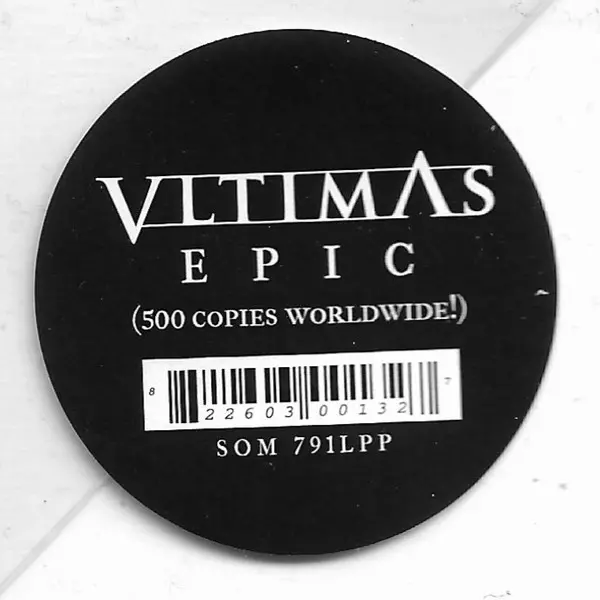 VLTIMAS
EPIC
(500 COPIES WORLDWIDE!)
8 22603 00132 7
SOM 791LPP